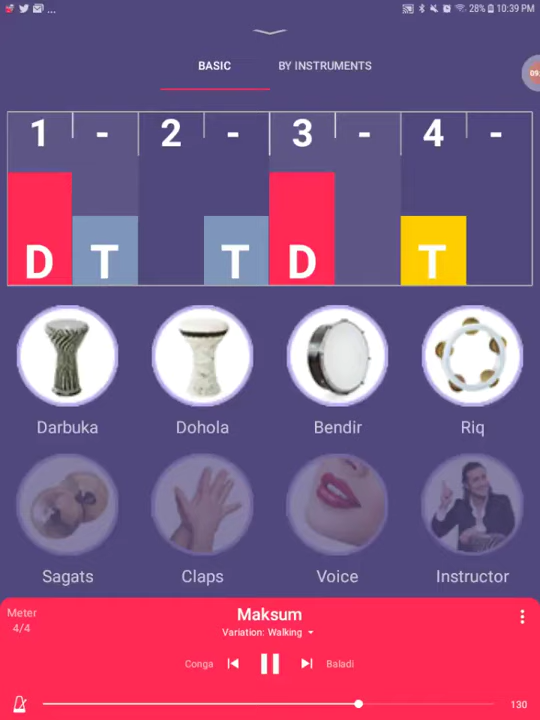 28% 10:39 PM
BASIC BY INSTRUMENTS
09
1 - 2 - 3 - 4 -
D T T D T
Darbuka Dohola Bendir Riq
Sagats Claps Voice Instructor
Meter
4/4
Maksum
Variation: Walking
Conga Baladi
130